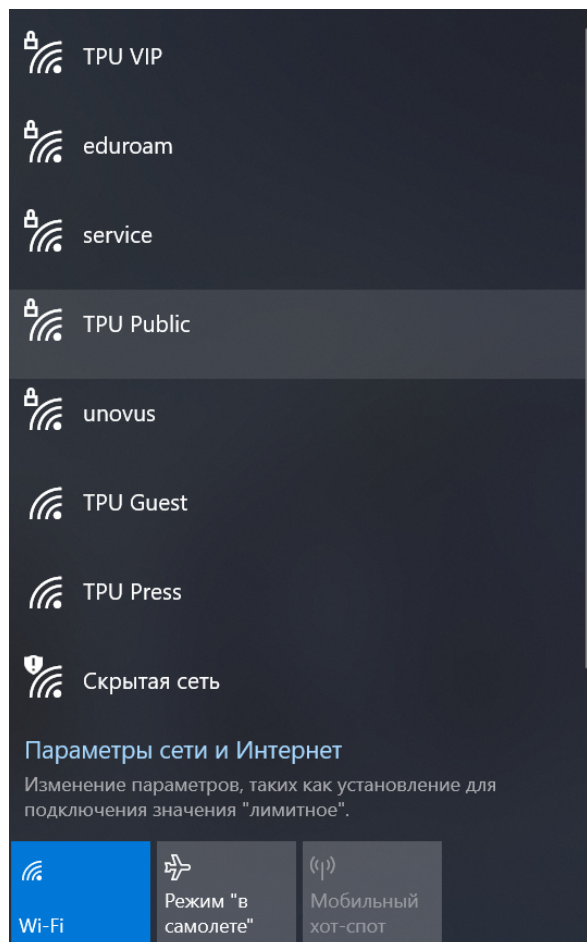 TPU VIP
eduroam
service
TPU Public
unovus
TPU Guest
TPU Press
Скрытая сеть
Параметры сети и Интернет
Изменение параметров, таких как установление для
подключения значения "лимитное".
Wi-Fi
Режим "в
самолете"
Мобильный
хот-спот